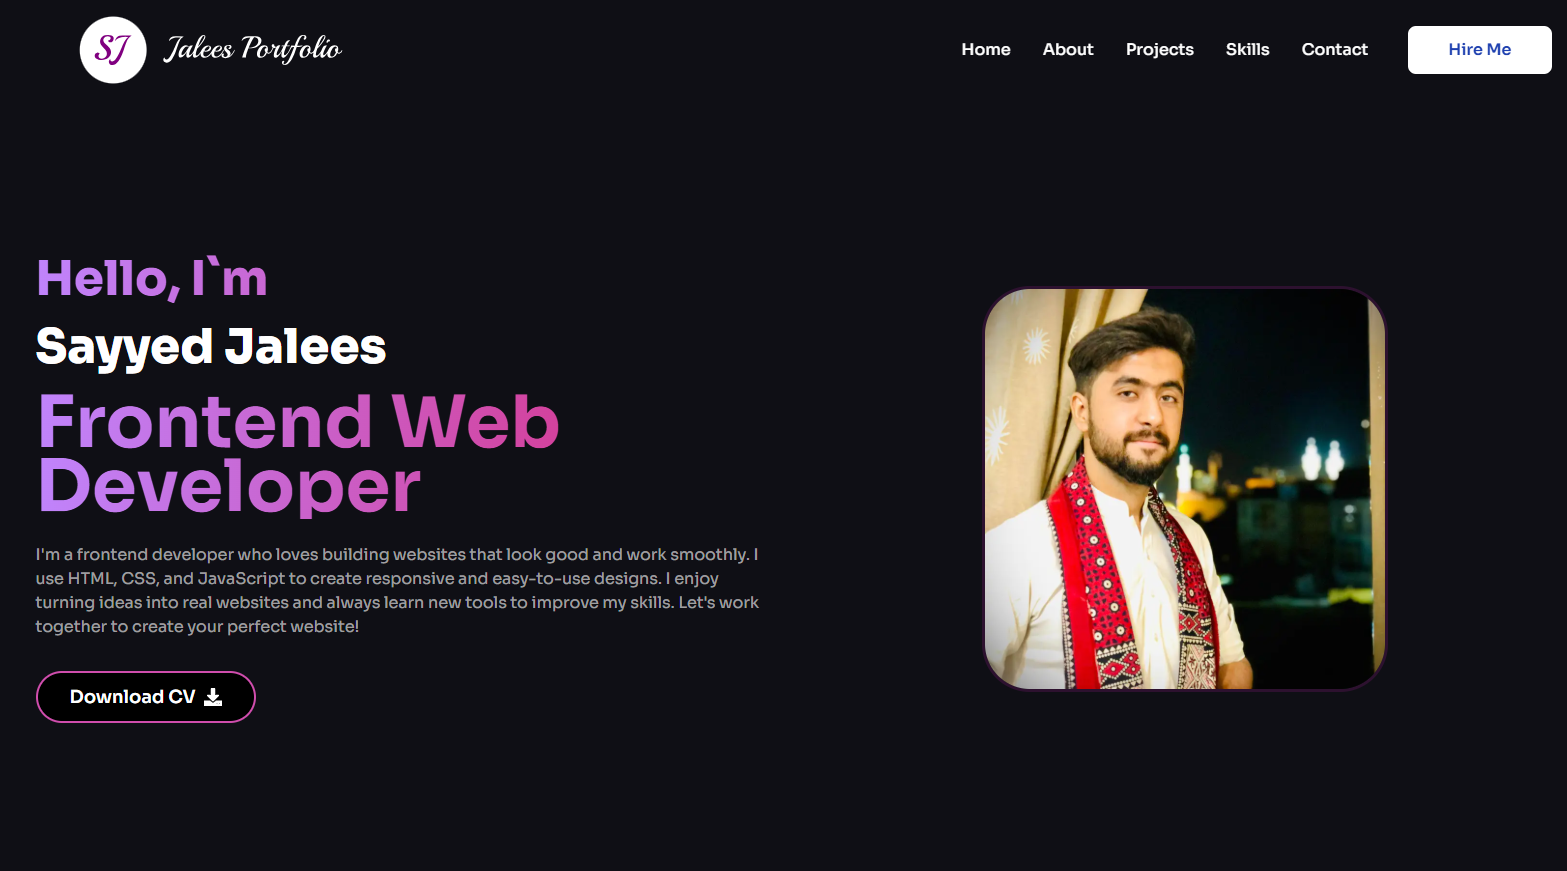 SJ Jalees Portfolio Home About Projects Skills Contact Hire Me
Hello, I`m
Sayyed Jalees
Frontend Web
Developer
I'm a frontend developer who loves building websites that look good and work smoothly. I
use HTML, CSS, and JavaScript to create responsive and easy-to-use designs. I enjoy
turning ideas into real websites and always learn new tools to improve my skills. Let's work
together to create your perfect website!
Download CV